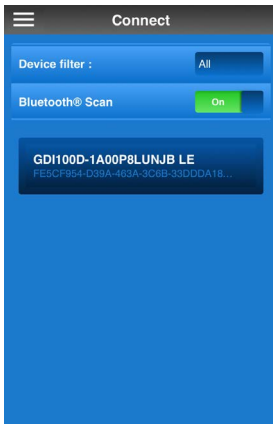 Connect
Device filter : All
Bluetooth® Scan On
GDI100D-1A00P8LUNJB LE
FE5CF954-D39A-463A-3C6B-33DDDA18...